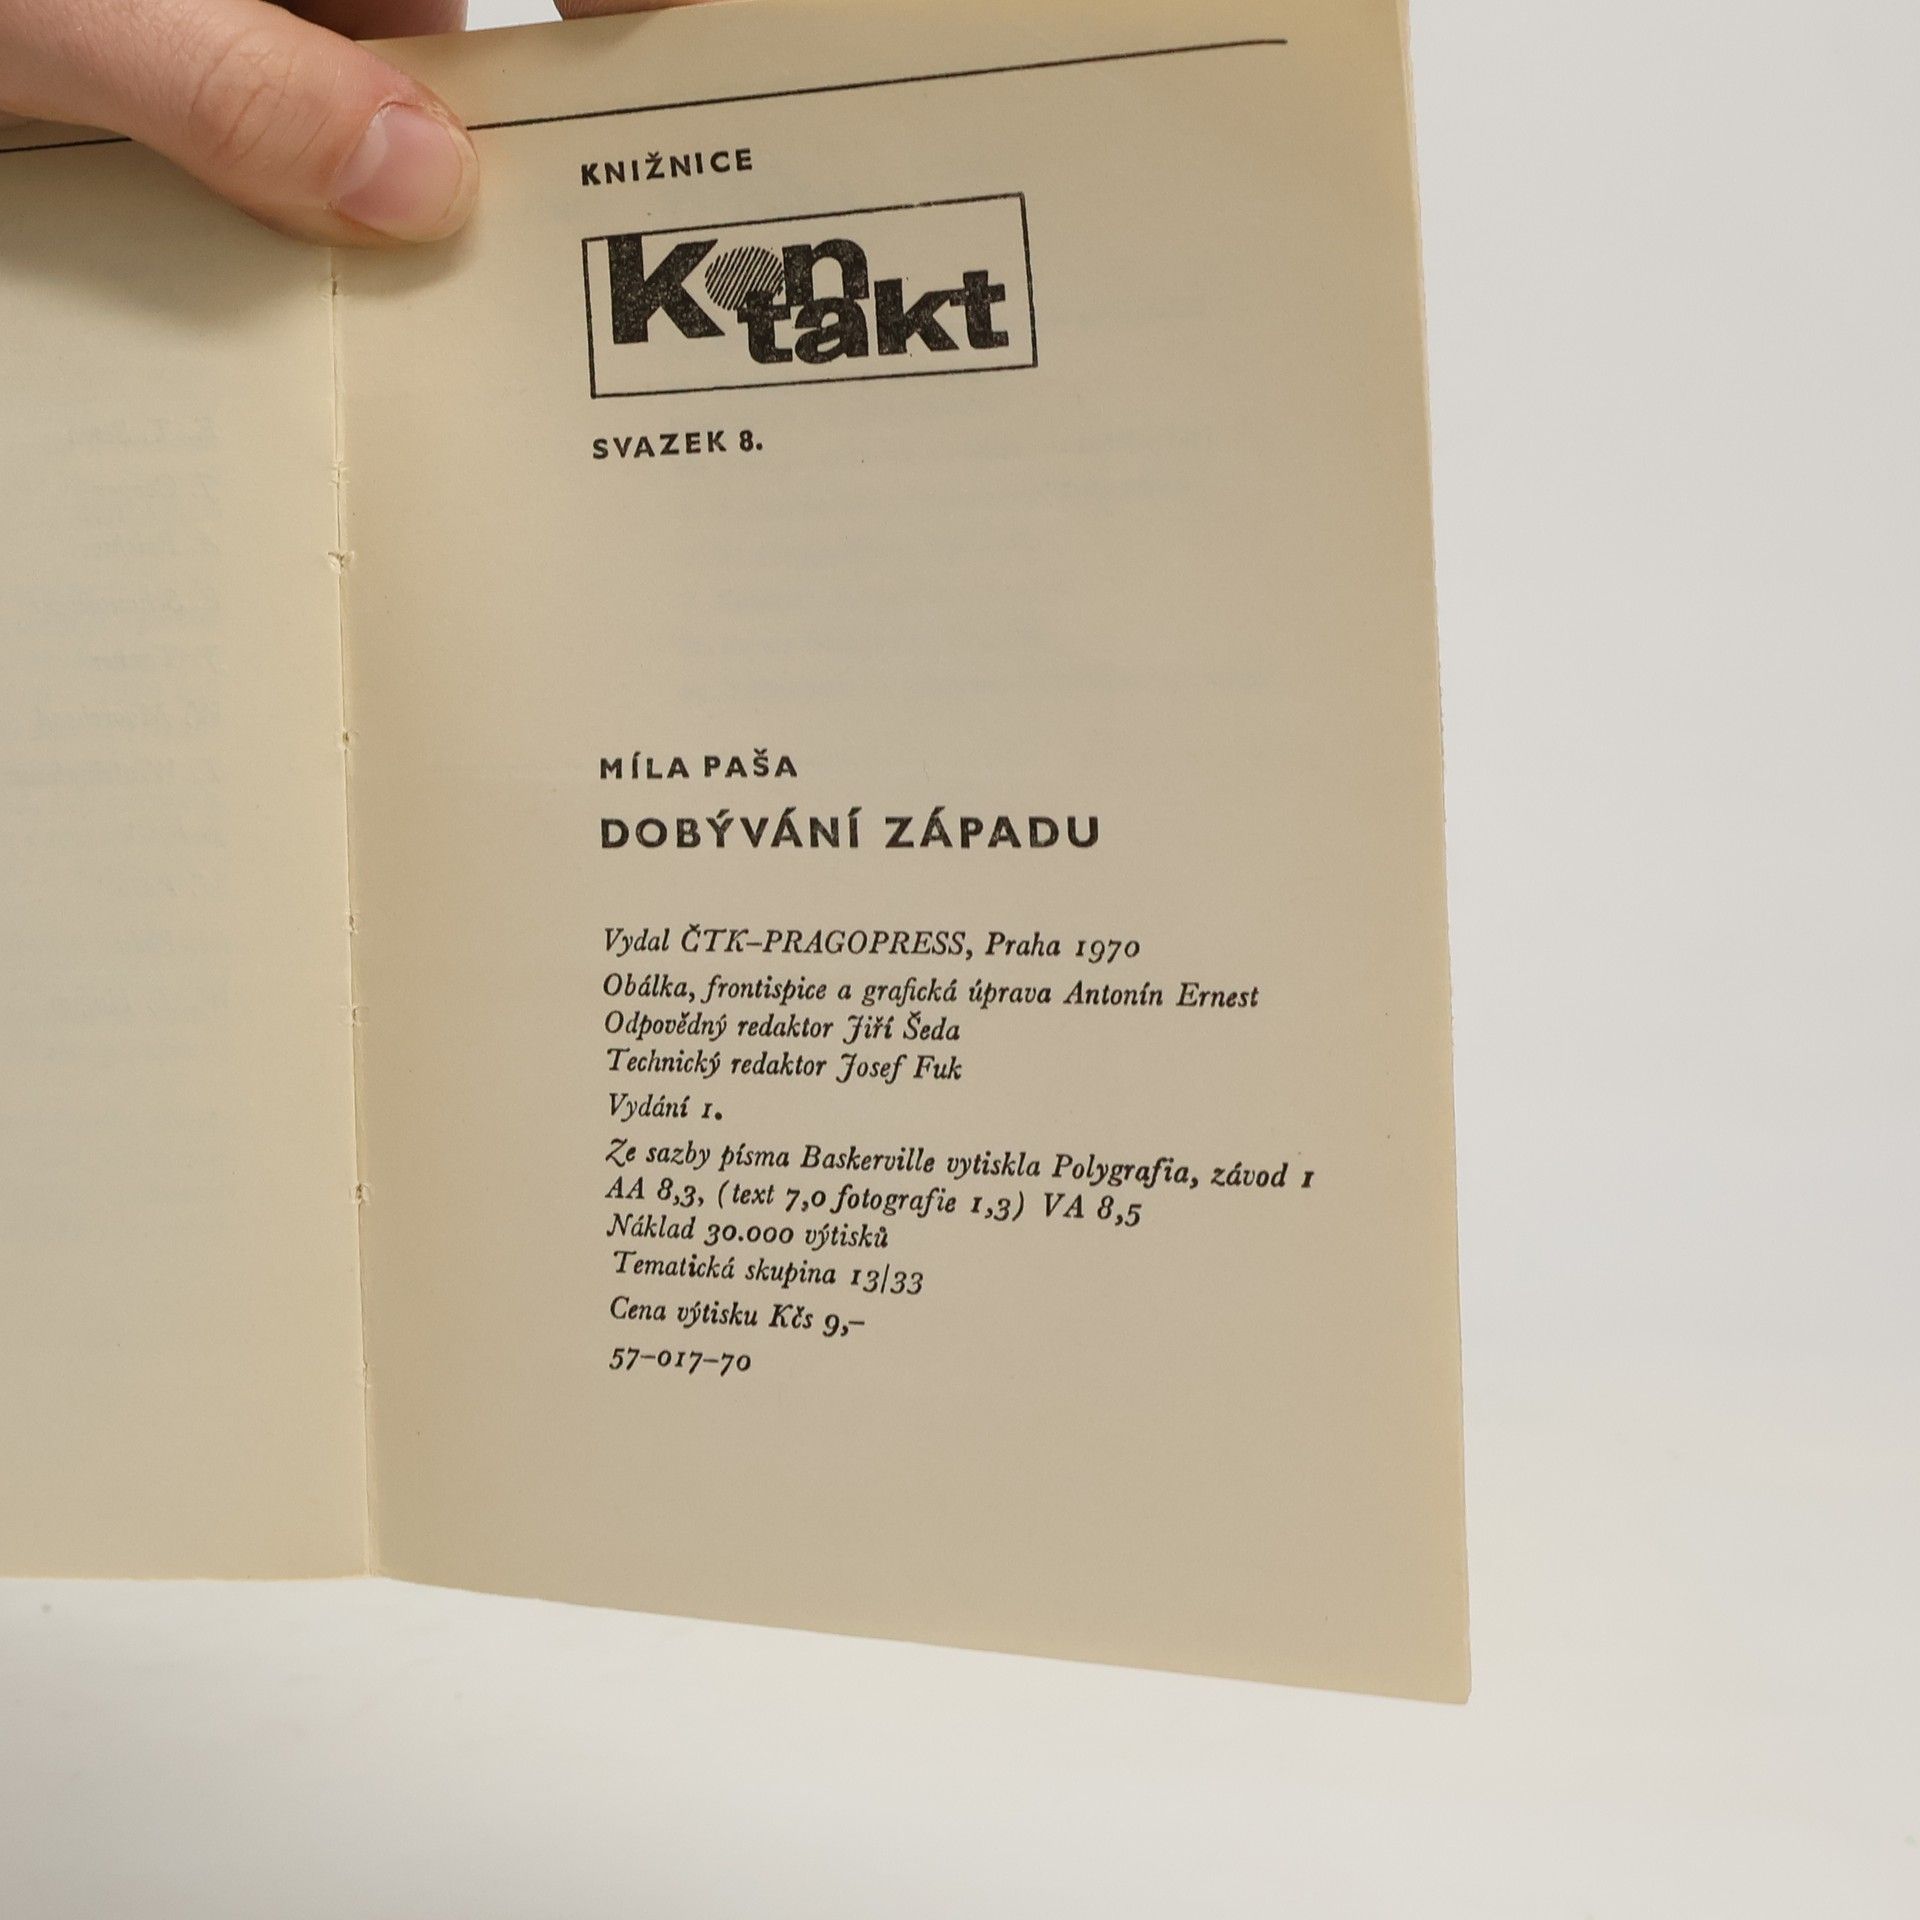 KNIŽNICE
Kontakt
SVAZEK 8.
MÍLA PAŠA
DOBÝVÁNÍ ZÁPADU
Vydal ČTK–PRAGOPRESS, Praha 1970
Obálka, frontispice a grafická úprava Antonín Ernest
Odpovědný redaktor Jiří Šeda
Technický redaktor Josef Fuk
Vydání 1.
Ze sazby písma Baskerville vytiskla Polygrafia, závod 1
AA 8,3, (text 7,0 fotografie 1,3) VA 8,5
Náklad 30.000 výtisků
Tematická skupina 13/33
Cena výtisku Kčs 9,–
57–017–70